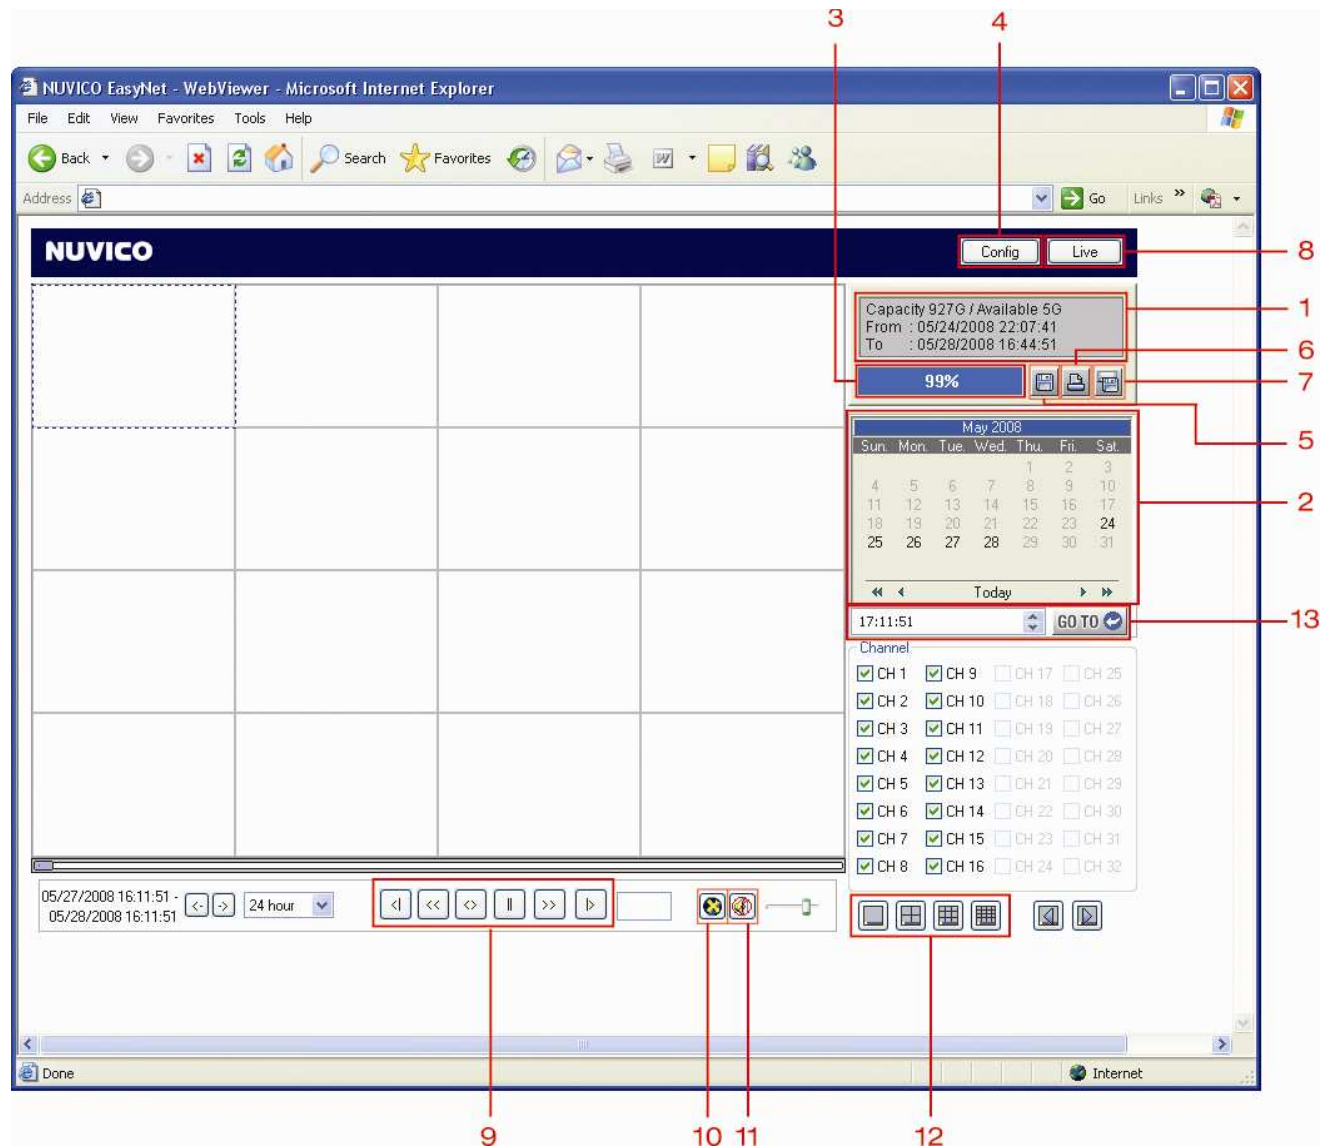 3 4
NUVICO EasyNet - WebViewer - Microsoft Internet Explorer
File Edit View Favorites Tools Help
Back Search Favorites
Address Go Links »
NUVICO Config Live 8
Capacity 927G / Available 5G 1
From : 05/24/2008 22:07:41
To : 05/28/2008 16:44:51
6
99% 7
5
May 2008
Sun. Mon. Tue. Wed. Thu. Fri. Sat.
1 2 3
4 5 6 7 8 9 10
11 12 13 14 15 16 17
2
18 19 20 21 22 23 24
25 26 27 28 29 30 31
Today
17:11:51 GO TO 13
Channel
CH 1 CH 9 CH 17 CH 25
CH 2 CH 10 CH 18 CH 26
CH 3 CH 11 CH 19 CH 27
CH 4 CH 12 CH 20 CH 28
CH 5 CH 13 CH 21 CH 29
CH 6 CH 14 CH 22 CH 30
CH 7 CH 15 CH 23 CH 31
CH 8 CH 16 CH 24 CH 32
05/27/2008 16:11:51 -
05/28/2008 16:11:51 <- -> 24 hour <| << <> || >> |>
Done Internet
9 10 11 12